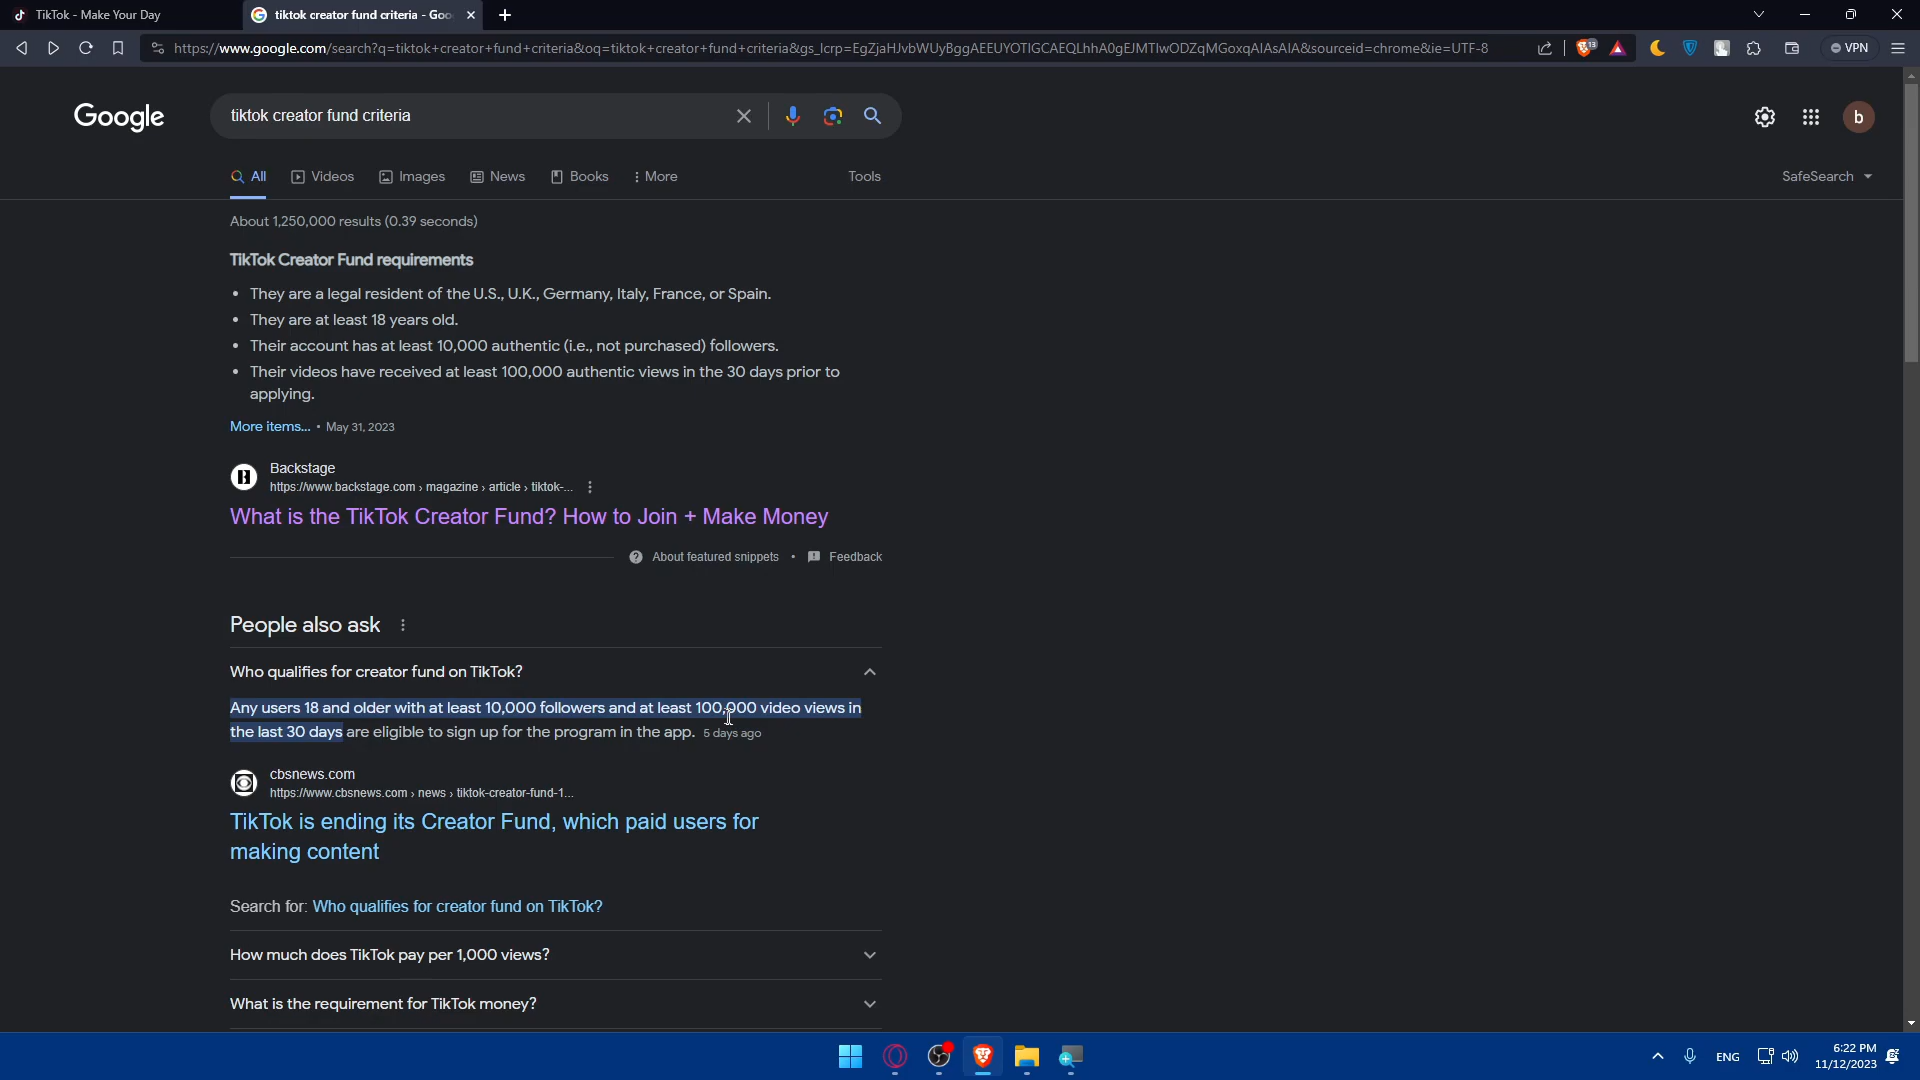 TikTok - Make Your Day
tiktok creator fund criteria - Goo
https://www.google.com/search?q=tiktok+creator+fund+criteria&oq=tiktok+creator+fund+criteria&gs_lcrp=EgZjaHJvbWUyBggAEEUYOTIGCAEQLhhA0gEJMTIwODZqMGoxqAIAsAIA&sourceid=chrome&ie=UTF-8
13
VPN
Google
tiktok creator fund criteria
b
All
Videos
Images
News
Books
More
Tools
SafeSearch
About 1,250,000 results (0.39 seconds)
TikTok Creator Fund requirements
• They are a legal resident of the U.S., U.K., Germany, Italy, France, or Spain.
• They are at least 18 years old.
• Their account has at least 10,000 authentic (i.e., not purchased) followers.
• Their videos have received at least 100,000 authentic views in the 30 days prior to
applying.
More items... • May 31, 2023
Backstage
https://www.backstage.com › magazine › article › tiktok-...
What is the TikTok Creator Fund? How to Join + Make Money
About featured snippets • Feedback
People also ask
Who qualifies for creator fund on TikTok?
Any users 18 and older with at least 10,000 followers and at least 100,000 video views in
the last 30 days are eligible to sign up for the program in the app. 5 days ago
cbsnews.com
https://www.cbsnews.com › news › tiktok-creator-fund-1...
TikTok is ending its Creator Fund, which paid users for
making content
Search for: Who qualifies for creator fund on TikTok?
How much does TikTok pay per 1,000 views?
What is the requirement for TikTok money?
ENG
6:22 PM
11/12/2023